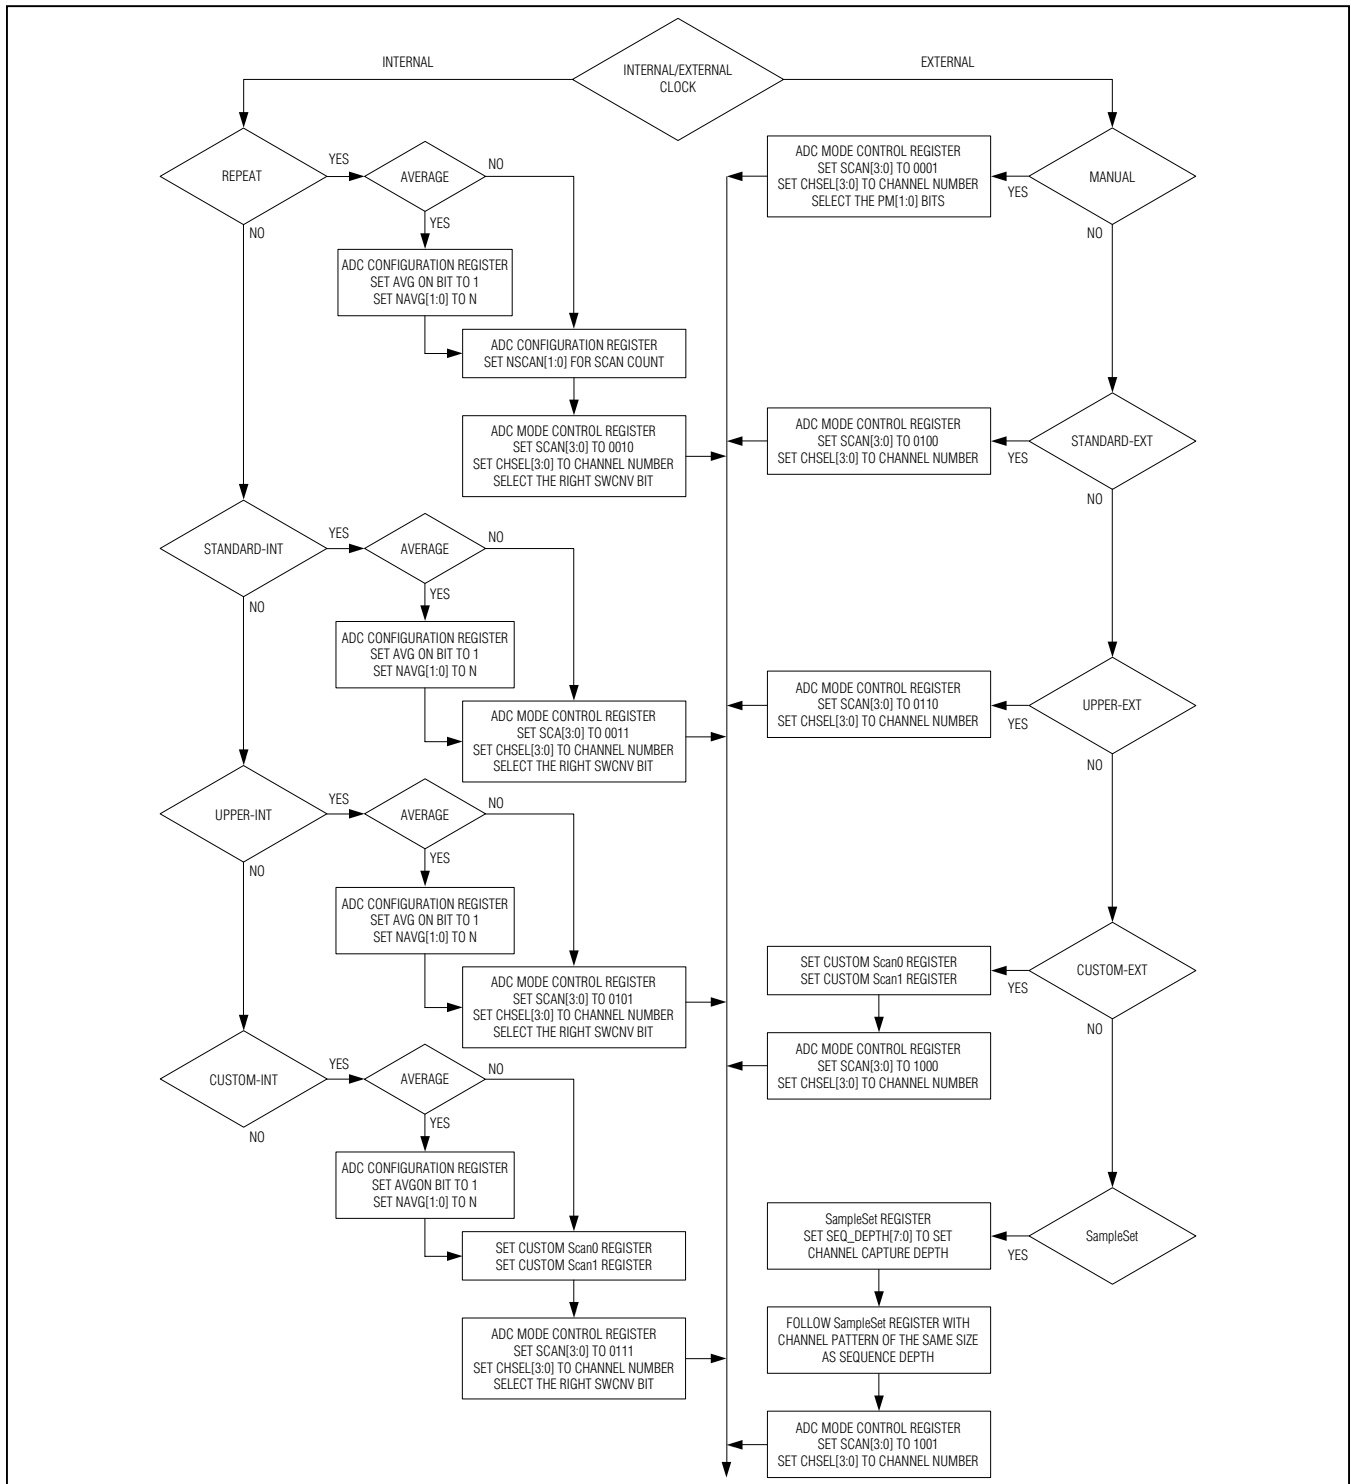 INTERNAL/EXTERNAL
CLOCK
INTERNAL
EXTERNAL
REPEAT
YES
NO
AVERAGE
NO
YES
ADC CONFIGURATION REGISTER
SET AVG ON BIT TO 1
SET NAVG[1:0] TO N
ADC CONFIGURATION REGISTER
SET NSCAN[1:0] FOR SCAN COUNT
ADC MODE CONTROL REGISTER
SET SCAN[3:0] TO 0010
SET CHSEL[3:0] TO CHANNEL NUMBER
SELECT THE RIGHT SWCNV BIT
STANDARD-INT
YES
NO
AVERAGE
NO
YES
ADC CONFIGURATION REGISTER
SET AVG ON BIT TO 1
SET NAVG[1:0] TO N
ADC MODE CONTROL REGISTER
SET SCA[3:0] TO 0011
SET CHSEL[3:0] TO CHANNEL NUMBER
SELECT THE RIGHT SWCNV BIT
UPPER-INT
YES
NO
AVERAGE
NO
YES
ADC CONFIGURATION REGISTER
SET AVG ON BIT TO 1
SET NAVG[1:0] TO N
ADC MODE CONTROL REGISTER
SET SCAN[3:0] TO 0101
SET CHSEL[3:0] TO CHANNEL NUMBER
SELECT THE RIGHT SWCNV BIT
CUSTOM-INT
YES
NO
AVERAGE
NO
YES
ADC CONFIGURATION REGISTER
SET AVGON BIT TO 1
SET NAVG[1:0] TO N
SET CUSTOM Scan0 REGISTER
SET CUSTOM Scan1 REGISTER
ADC MODE CONTROL REGISTER
SET SCAN[3:0] TO 0111
SET CHSEL[3:0] TO CHANNEL NUMBER
SELECT THE RIGHT SWCNV BIT
MANUAL
YES
NO
ADC MODE CONTROL REGISTER
SET SCAN[3:0] TO 0001
SET CHSEL[3:0] TO CHANNEL NUMBER
SELECT THE PM[1:0] BITS
STANDARD-EXT
YES
NO
ADC MODE CONTROL REGISTER
SET SCAN[3:0] TO 0100
SET CHSEL[3:0] TO CHANNEL NUMBER
UPPER-EXT
YES
NO
ADC MODE CONTROL REGISTER
SET SCAN[3:0] TO 0110
SET CHSEL[3:0] TO CHANNEL NUMBER
CUSTOM-EXT
YES
NO
SET CUSTOM Scan0 REGISTER
SET CUSTOM Scan1 REGISTER
ADC MODE CONTROL REGISTER
SET SCAN[3:0] TO 1000
SET CHSEL[3:0] TO CHANNEL NUMBER
SampleSet
YES
SampleSet REGISTER
SET SEQ_DEPTH[7:0] TO SET
CHANNEL CAPTURE DEPTH
FOLLOW SampleSet REGISTER WITH
CHANNEL PATTERN OF THE SAME SIZE
AS SEQUENCE DEPTH
ADC MODE CONTROL REGISTER
SET SCAN[3:0] TO 1001
SET CHSEL[3:0] TO CHANNEL NUMBER